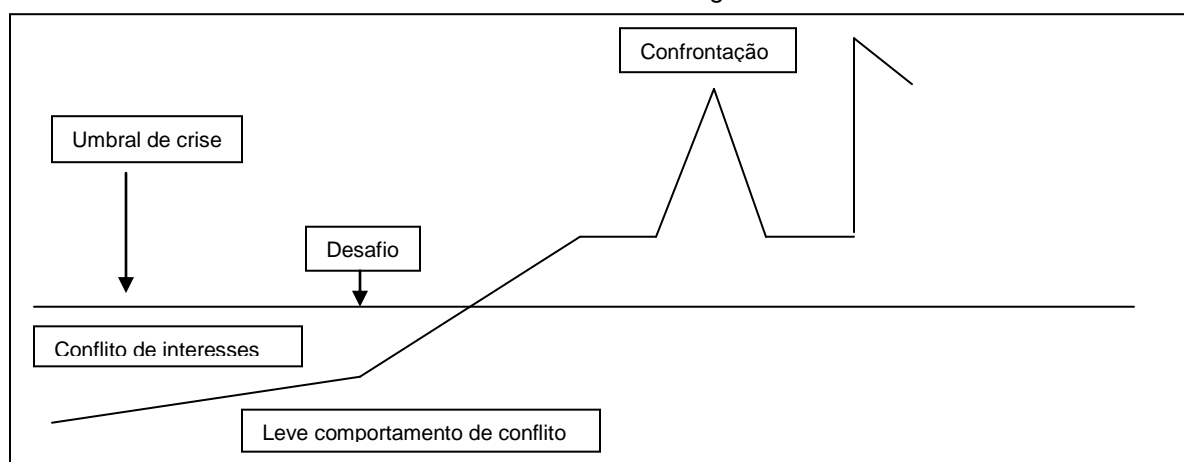 Confrontação
Umbral de crise
Desafio
Conflito de interesses
Leve comportamento de conflito